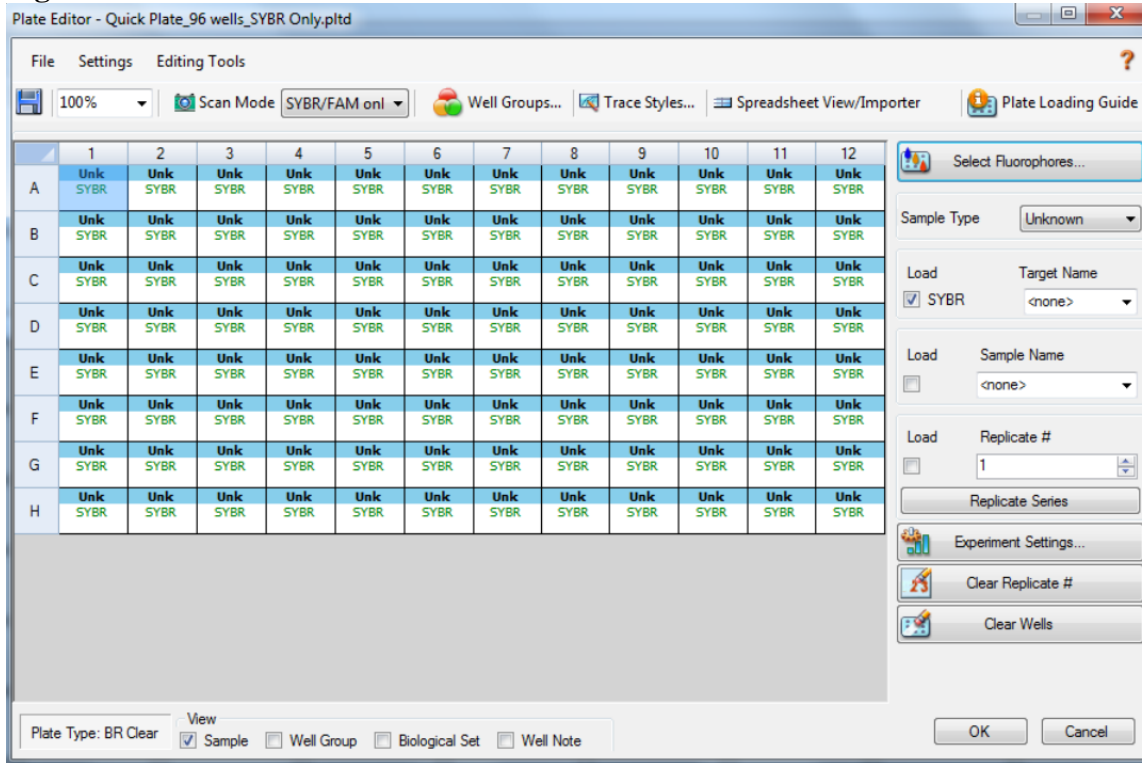 Plate Editor - Quick Plate_96 wells_SYBR Only.pltd
File Settings Editing Tools ?
100% Scan Mode SYBR/FAM onl Well Groups... Trace Styles... Spreadsheet View/Importer Plate Loading Guide
1 2 3 4 5 6 7 8 9 10 11 12
Unk Unk Unk Unk Unk Unk Unk Unk Unk Unk Unk Unk
A SYBR SYBR SYBR SYBR SYBR SYBR SYBR SYBR SYBR SYBR SYBR SYBR
Unk Unk Unk Unk Unk Unk Unk Unk Unk Unk Unk Unk
B SYBR SYBR SYBR SYBR SYBR SYBR SYBR SYBR SYBR SYBR SYBR SYBR
Unk Unk Unk Unk Unk Unk Unk Unk Unk Unk Unk Unk
C SYBR SYBR SYBR SYBR SYBR SYBR SYBR SYBR SYBR SYBR SYBR SYBR
Unk Unk Unk Unk Unk Unk Unk Unk Unk Unk Unk Unk
D SYBR SYBR SYBR SYBR SYBR SYBR SYBR SYBR SYBR SYBR SYBR SYBR
Unk Unk Unk Unk Unk Unk Unk Unk Unk Unk Unk Unk
E SYBR SYBR SYBR SYBR SYBR SYBR SYBR SYBR SYBR SYBR SYBR SYBR
Unk Unk Unk Unk Unk Unk Unk Unk Unk Unk Unk Unk
F SYBR SYBR SYBR SYBR SYBR SYBR SYBR SYBR SYBR SYBR SYBR SYBR
Unk Unk Unk Unk Unk Unk Unk Unk Unk Unk Unk Unk
G SYBR SYBR SYBR SYBR SYBR SYBR SYBR SYBR SYBR SYBR SYBR SYBR
Unk Unk Unk Unk Unk Unk Unk Unk Unk Unk Unk Unk
H SYBR SYBR SYBR SYBR SYBR SYBR SYBR SYBR SYBR SYBR SYBR SYBR
Select Fluorophores...
Sample Type Unknown
Load Target Name
SYBR <none>
Load Sample Name
<none>
Load Replicate #
1
Replicate Series
Experiment Settings...
Clear Replicate #
Clear Wells
Plate Type: BR Clear
View
Sample Well Group Biological Set Well Note
OK Cancel